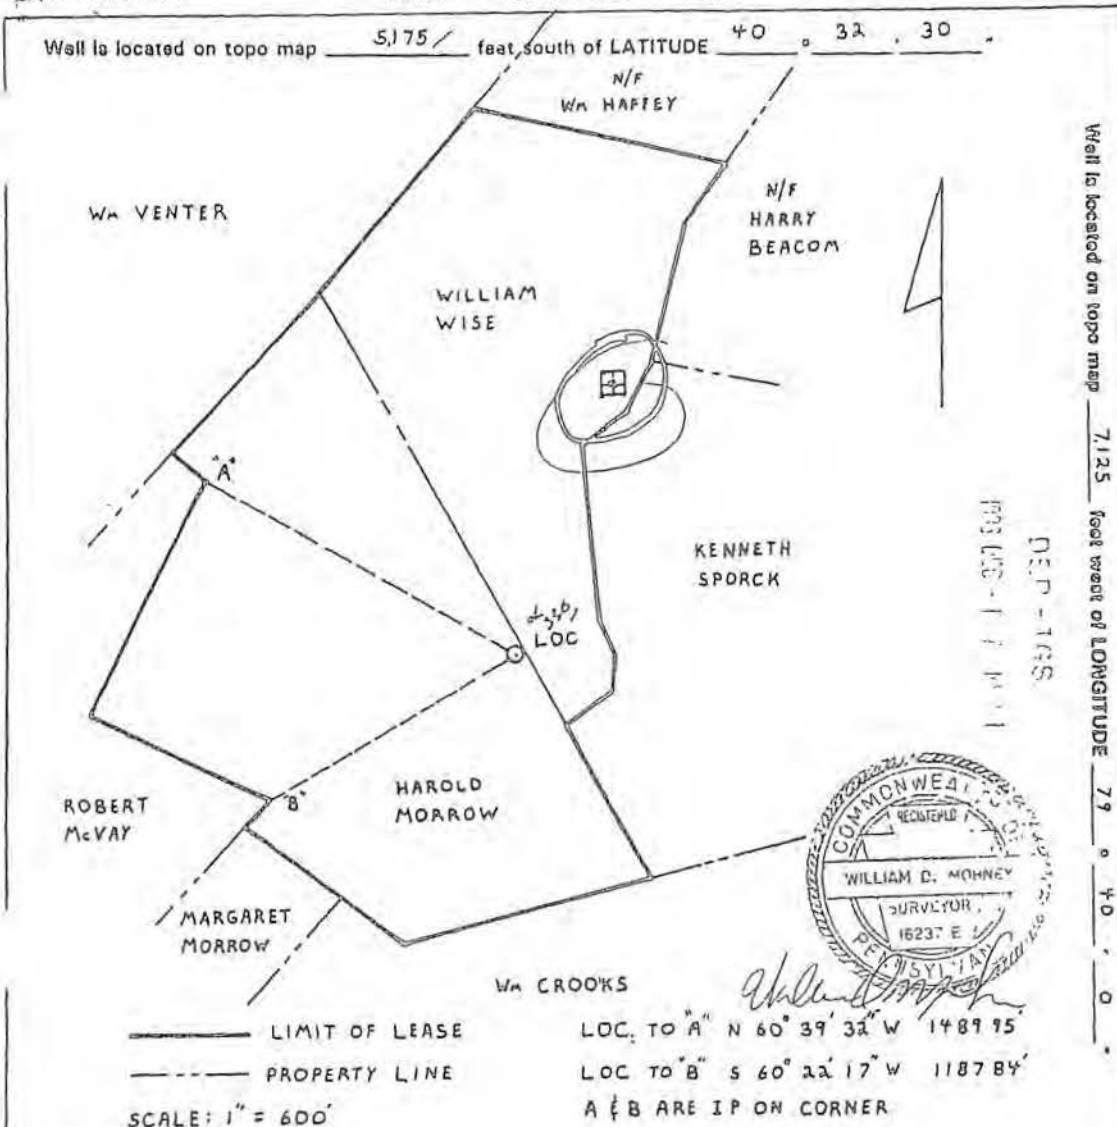 Well is located on topo map 5,175 feet south of LATITUDE 40 ° 32 ' 30 "
N/F
Wm HAFFEY
Wm VENTER
N/F
HARRY
BEACOM
WILLIAM
WISE
"A"
KENNETH
SPORCK
LOC
"B"
HAROLD
MORROW
ROBERT
McVAY
MARGARET
MORROW
Wm CROOKS
Well is located on topo map 7,125 feet west of LONGITUDE 79 ° 40 ' 0 "
DEP - TGS
COMMONWEALTH OF
REGISTERED
WILLIAM D. MOHNEY
SURVEYOR
16237 E
PENNSYLVANIA
LIMIT OF LEASE
PROPERTY LINE
SCALE: 1" = 600'
LOC. TO "A" N 60° 39' 32" W 1489 95'
LOC TO "B" S 60° 22' 17" W 1187 84'
A & B ARE IP ON CORNER